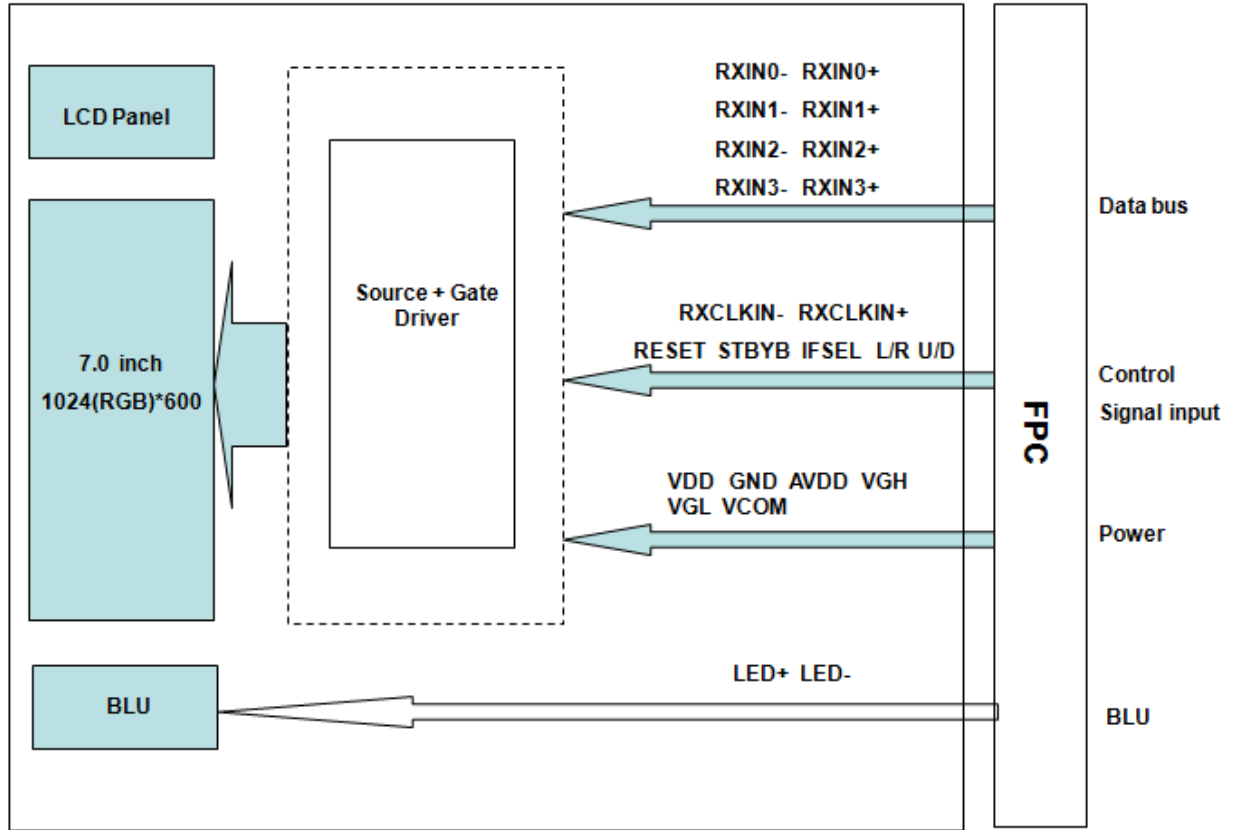 LCD Panel
7.0 inch
1024(RGB)*600
BLU
Source + Gate
Driver
RXIN0- RXIN0+
RXIN1- RXIN1+
RXIN2- RXIN2+
RXIN3- RXIN3+
RXCLKIN- RXCLKIN+
RESET STBYB IFSEL L/R U/D
VDD GND AVDD VGH
VGL VCOM
LED+ LED-
FPC
Data bus
Control
Signal input
Power
BLU